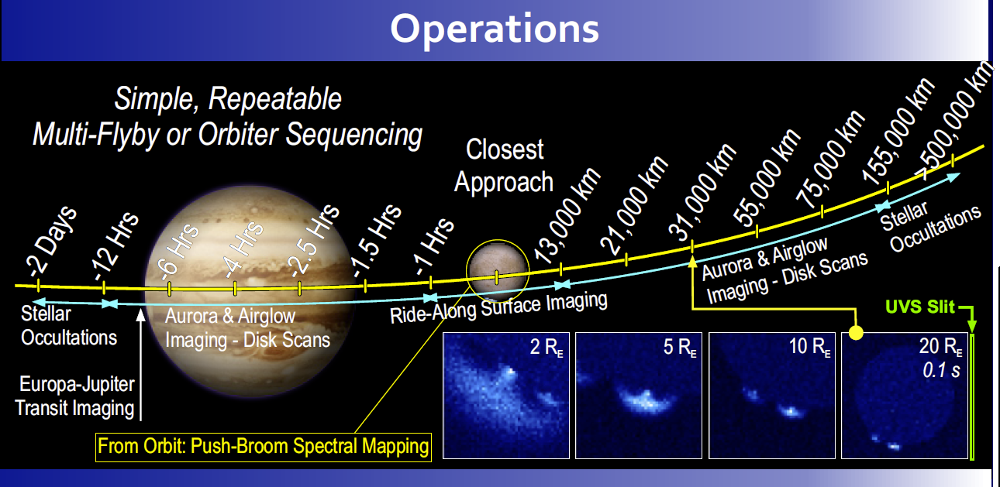 Operations
Simple, Repeatable
Multi-Flyby or Orbiter Sequencing
Closest
Approach
-2 Days
-12 Hrs
-6 Hrs
-4 Hrs
-2.5 Hrs
-1.5 Hrs
-1 Hrs
13,000 km
21,000 km
31,000 km
55,000 km
75,000 km
155,000 km
>500,000 km
Stellar
Occultations
Aurora & Airglow
Imaging - Disk Scans
Ride-Along Surface Imaging
Aurora & Airglow
Imaging - Disk Scans
Stellar
Occultations
Europa-Jupiter
Transit Imaging
From Orbit: Push-Broom Spectral Mapping
UVS Slit
2 RE
5 RE
10 RE
20 RE
0.1 s